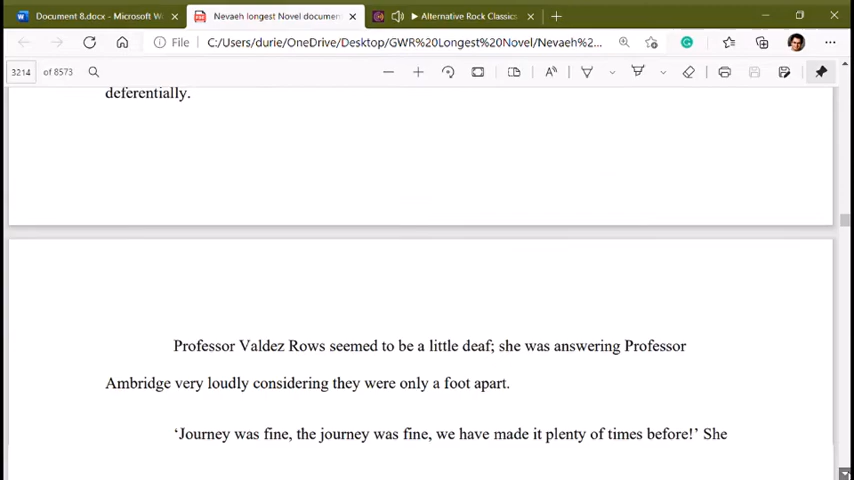 Document 8.docx - Microsoft W
Nevaeh longest Novel documen
Alternative Rock Classics
File
C:/Users/durie/OneDrive/Desktop/GWR%20Longest%20Novel/Nevaeh%2...
3214 of 8573
deferentially.
Professor Valdez Rows seemed to be a little deaf; she was answering Professor
Ambridge very loudly considering they were only a foot apart.
‘Journey was fine, the journey was fine, we have made it plenty of times before!’ She